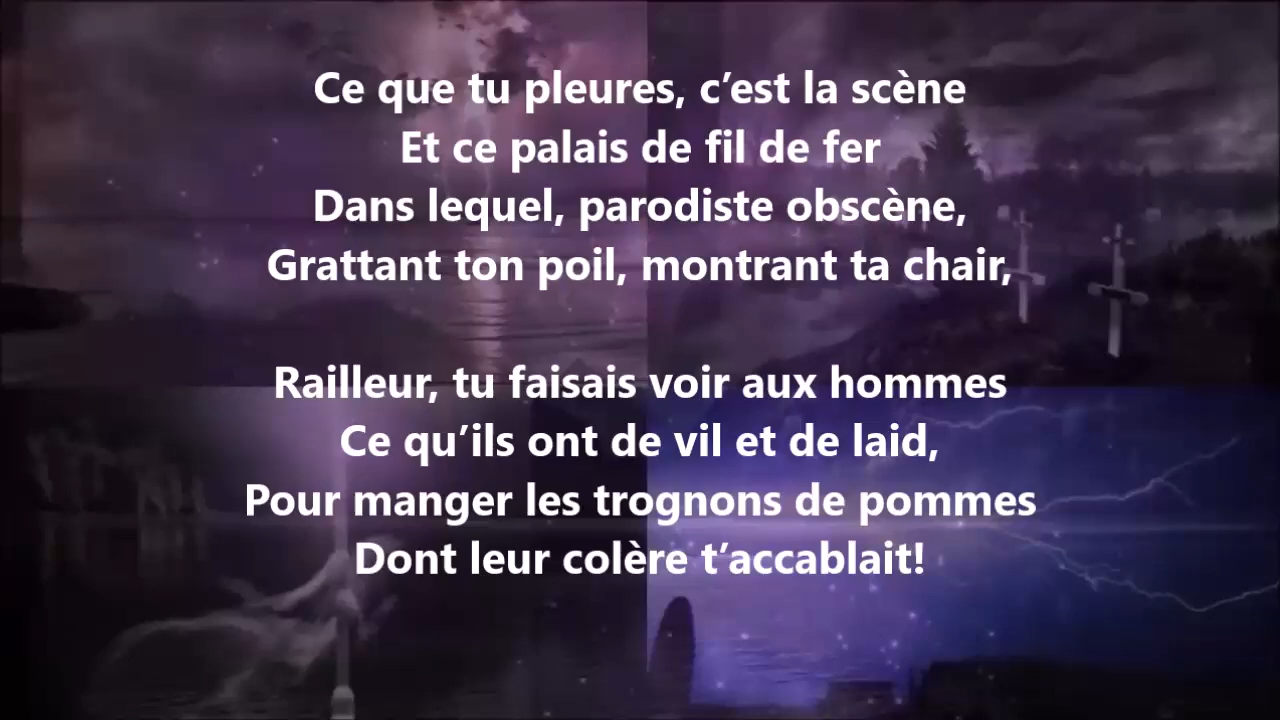 Ce que tu pleures, c’est la scène
Et ce palais de fil de fer
Dans lequel, parodiste obscène,
Grattant ton poil, montrant ta chair,
Railleur, tu faisais voir aux hommes
Ce qu’ils ont de vil et de laid,
Pour manger les trognons de pommes
Dont leur colère t’accablait!